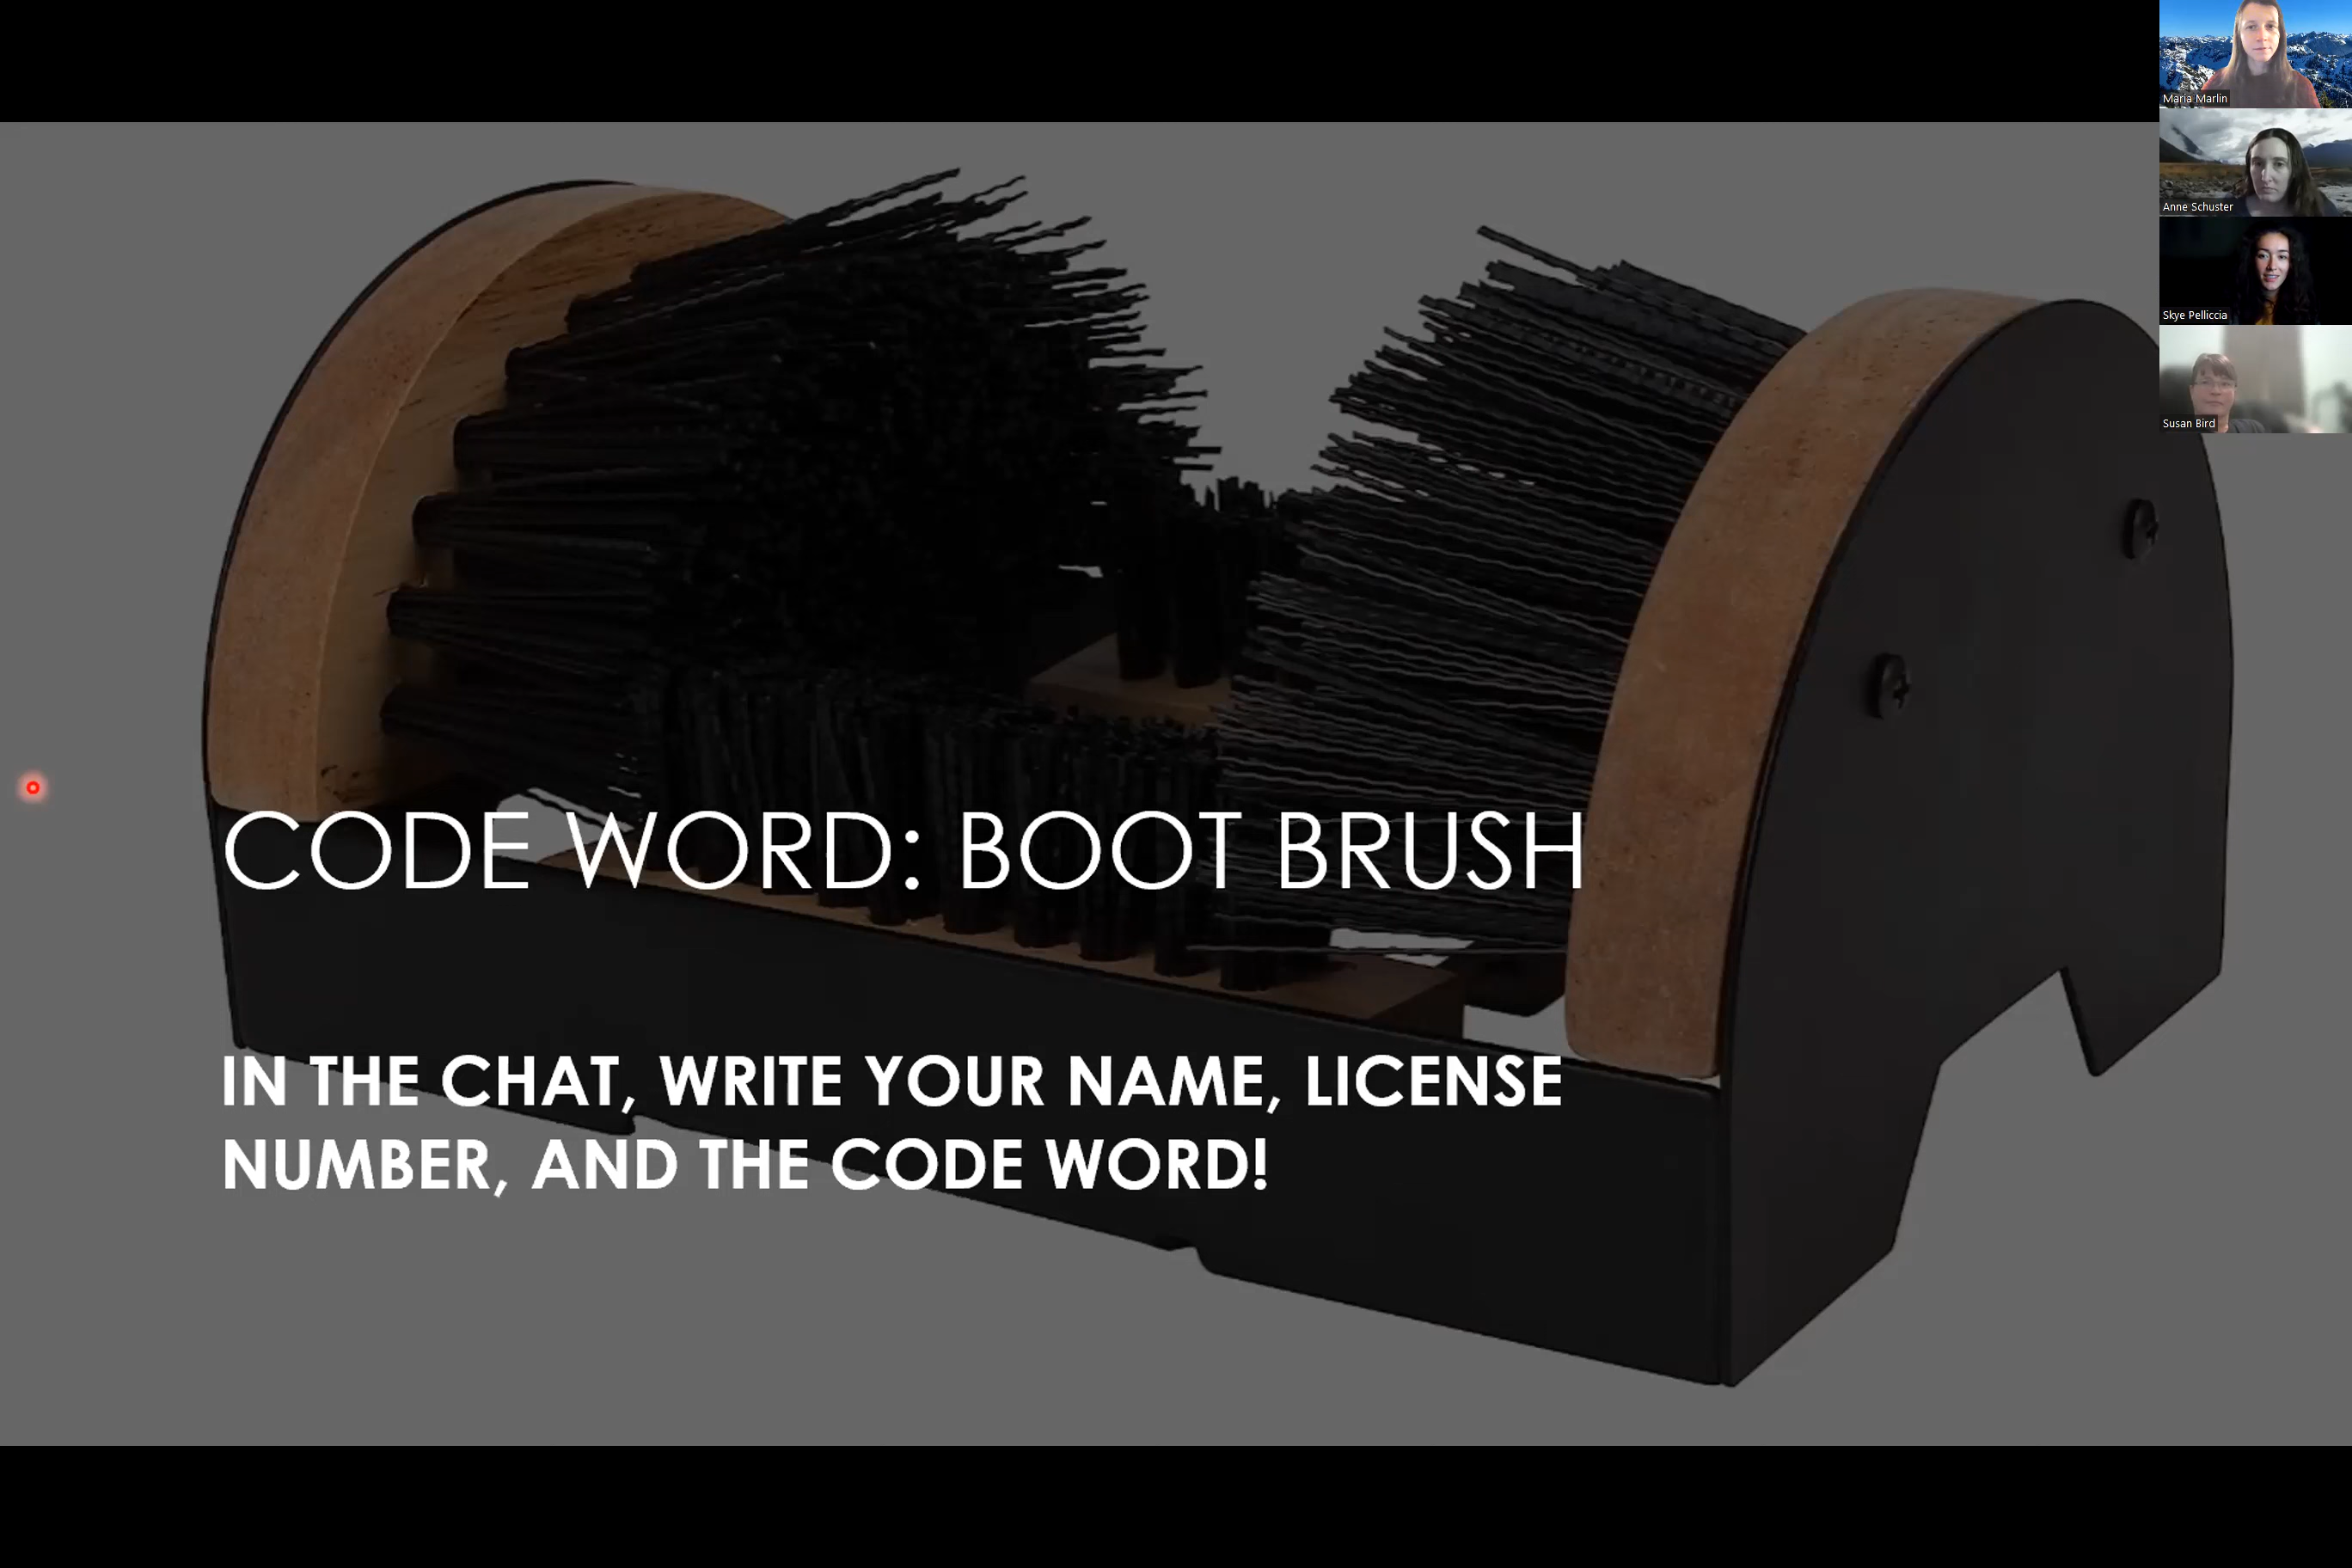 Maria Marlin
Anne Schuster
Skye Pelliccia
Susan Bird
CODE WORD: BOOT BRUSH
IN THE CHAT, WRITE YOUR NAME, LICENSE
NUMBER, AND THE CODE WORD!